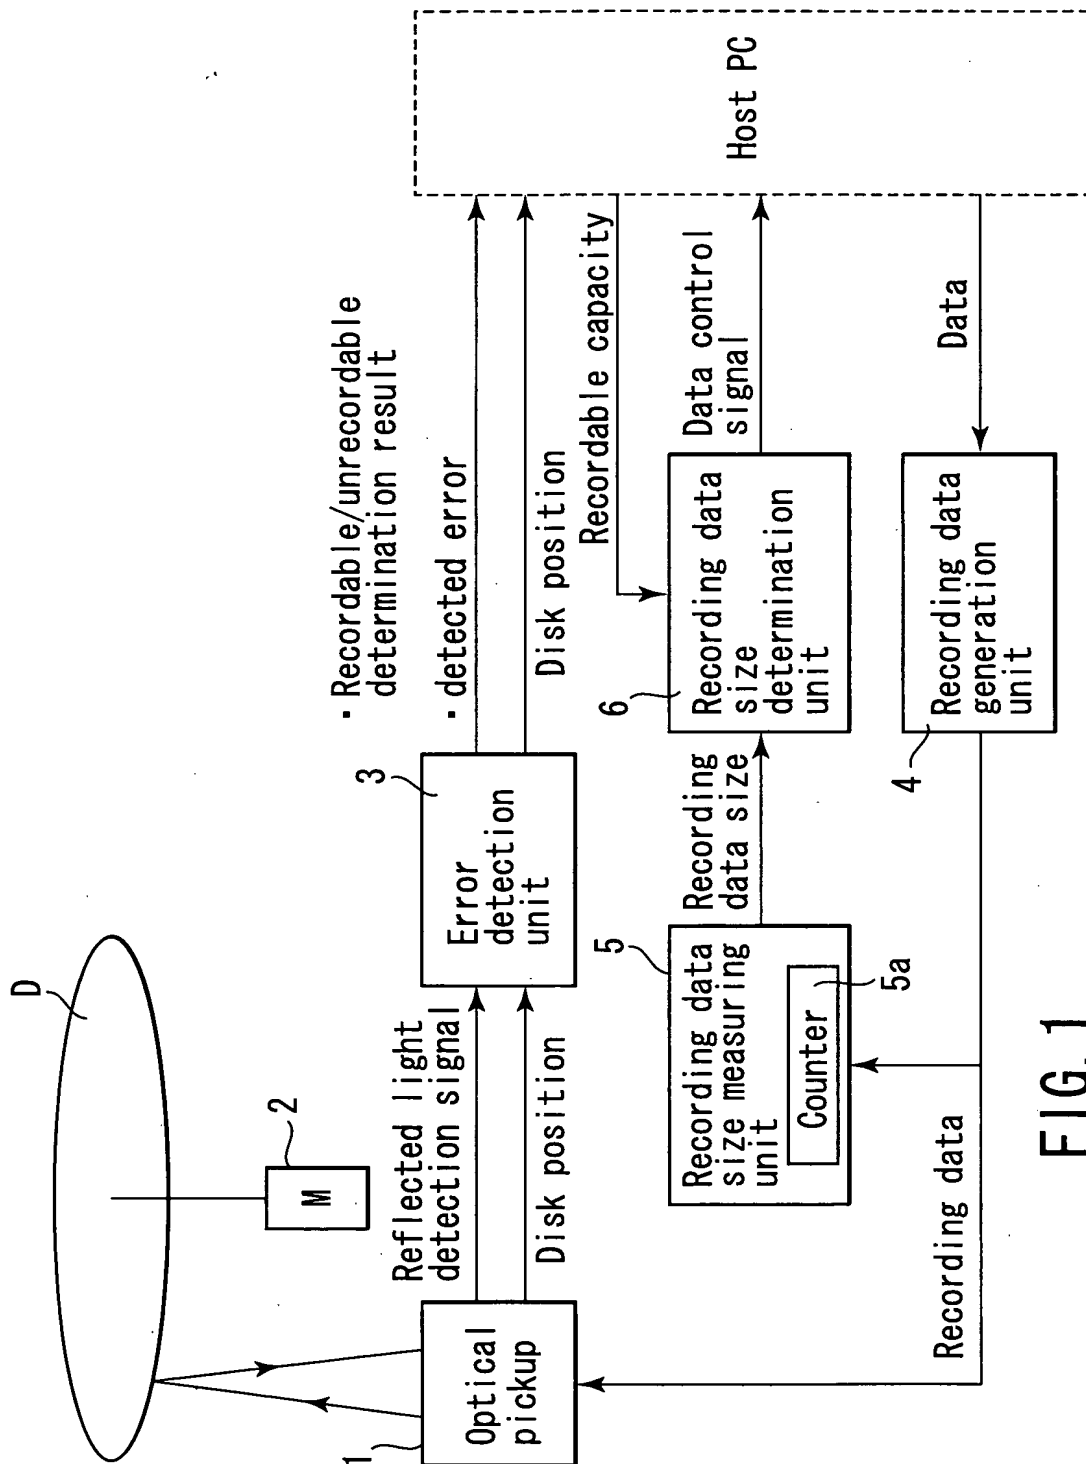 D
2
M
1
Optical
pickup
Reflected light
detection signal
Disk position
3
Error
detection
unit
・Recordable/unrecordable
determination result
・detected error
Disk position
Host PC
Recordable capacity
5
Recording data
size measuring
unit
5a
Counter
Recording
data size
6
Recording data
size
determination
unit
Data control
signal
4
Recording data
generation
unit
Data
Recording data
FIG. 1